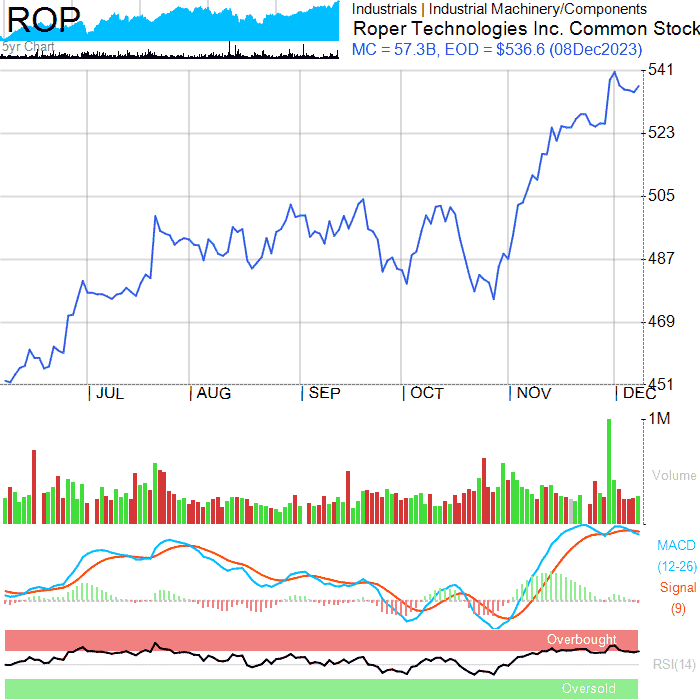 ROP
5yr Chart
Industrials | Industrial Machinery/Components
Roper Technologies Inc. Common Stock
MC = 57.3B, EOD = $536.6 (08Dec2023)
541
523
505
487
469
451
JUL
AUG
SEP
OCT
NOV
DEC
1M
Volume
MACD
(12-26)
Signal
(9)
Overbought
RSI(14)
Oversold